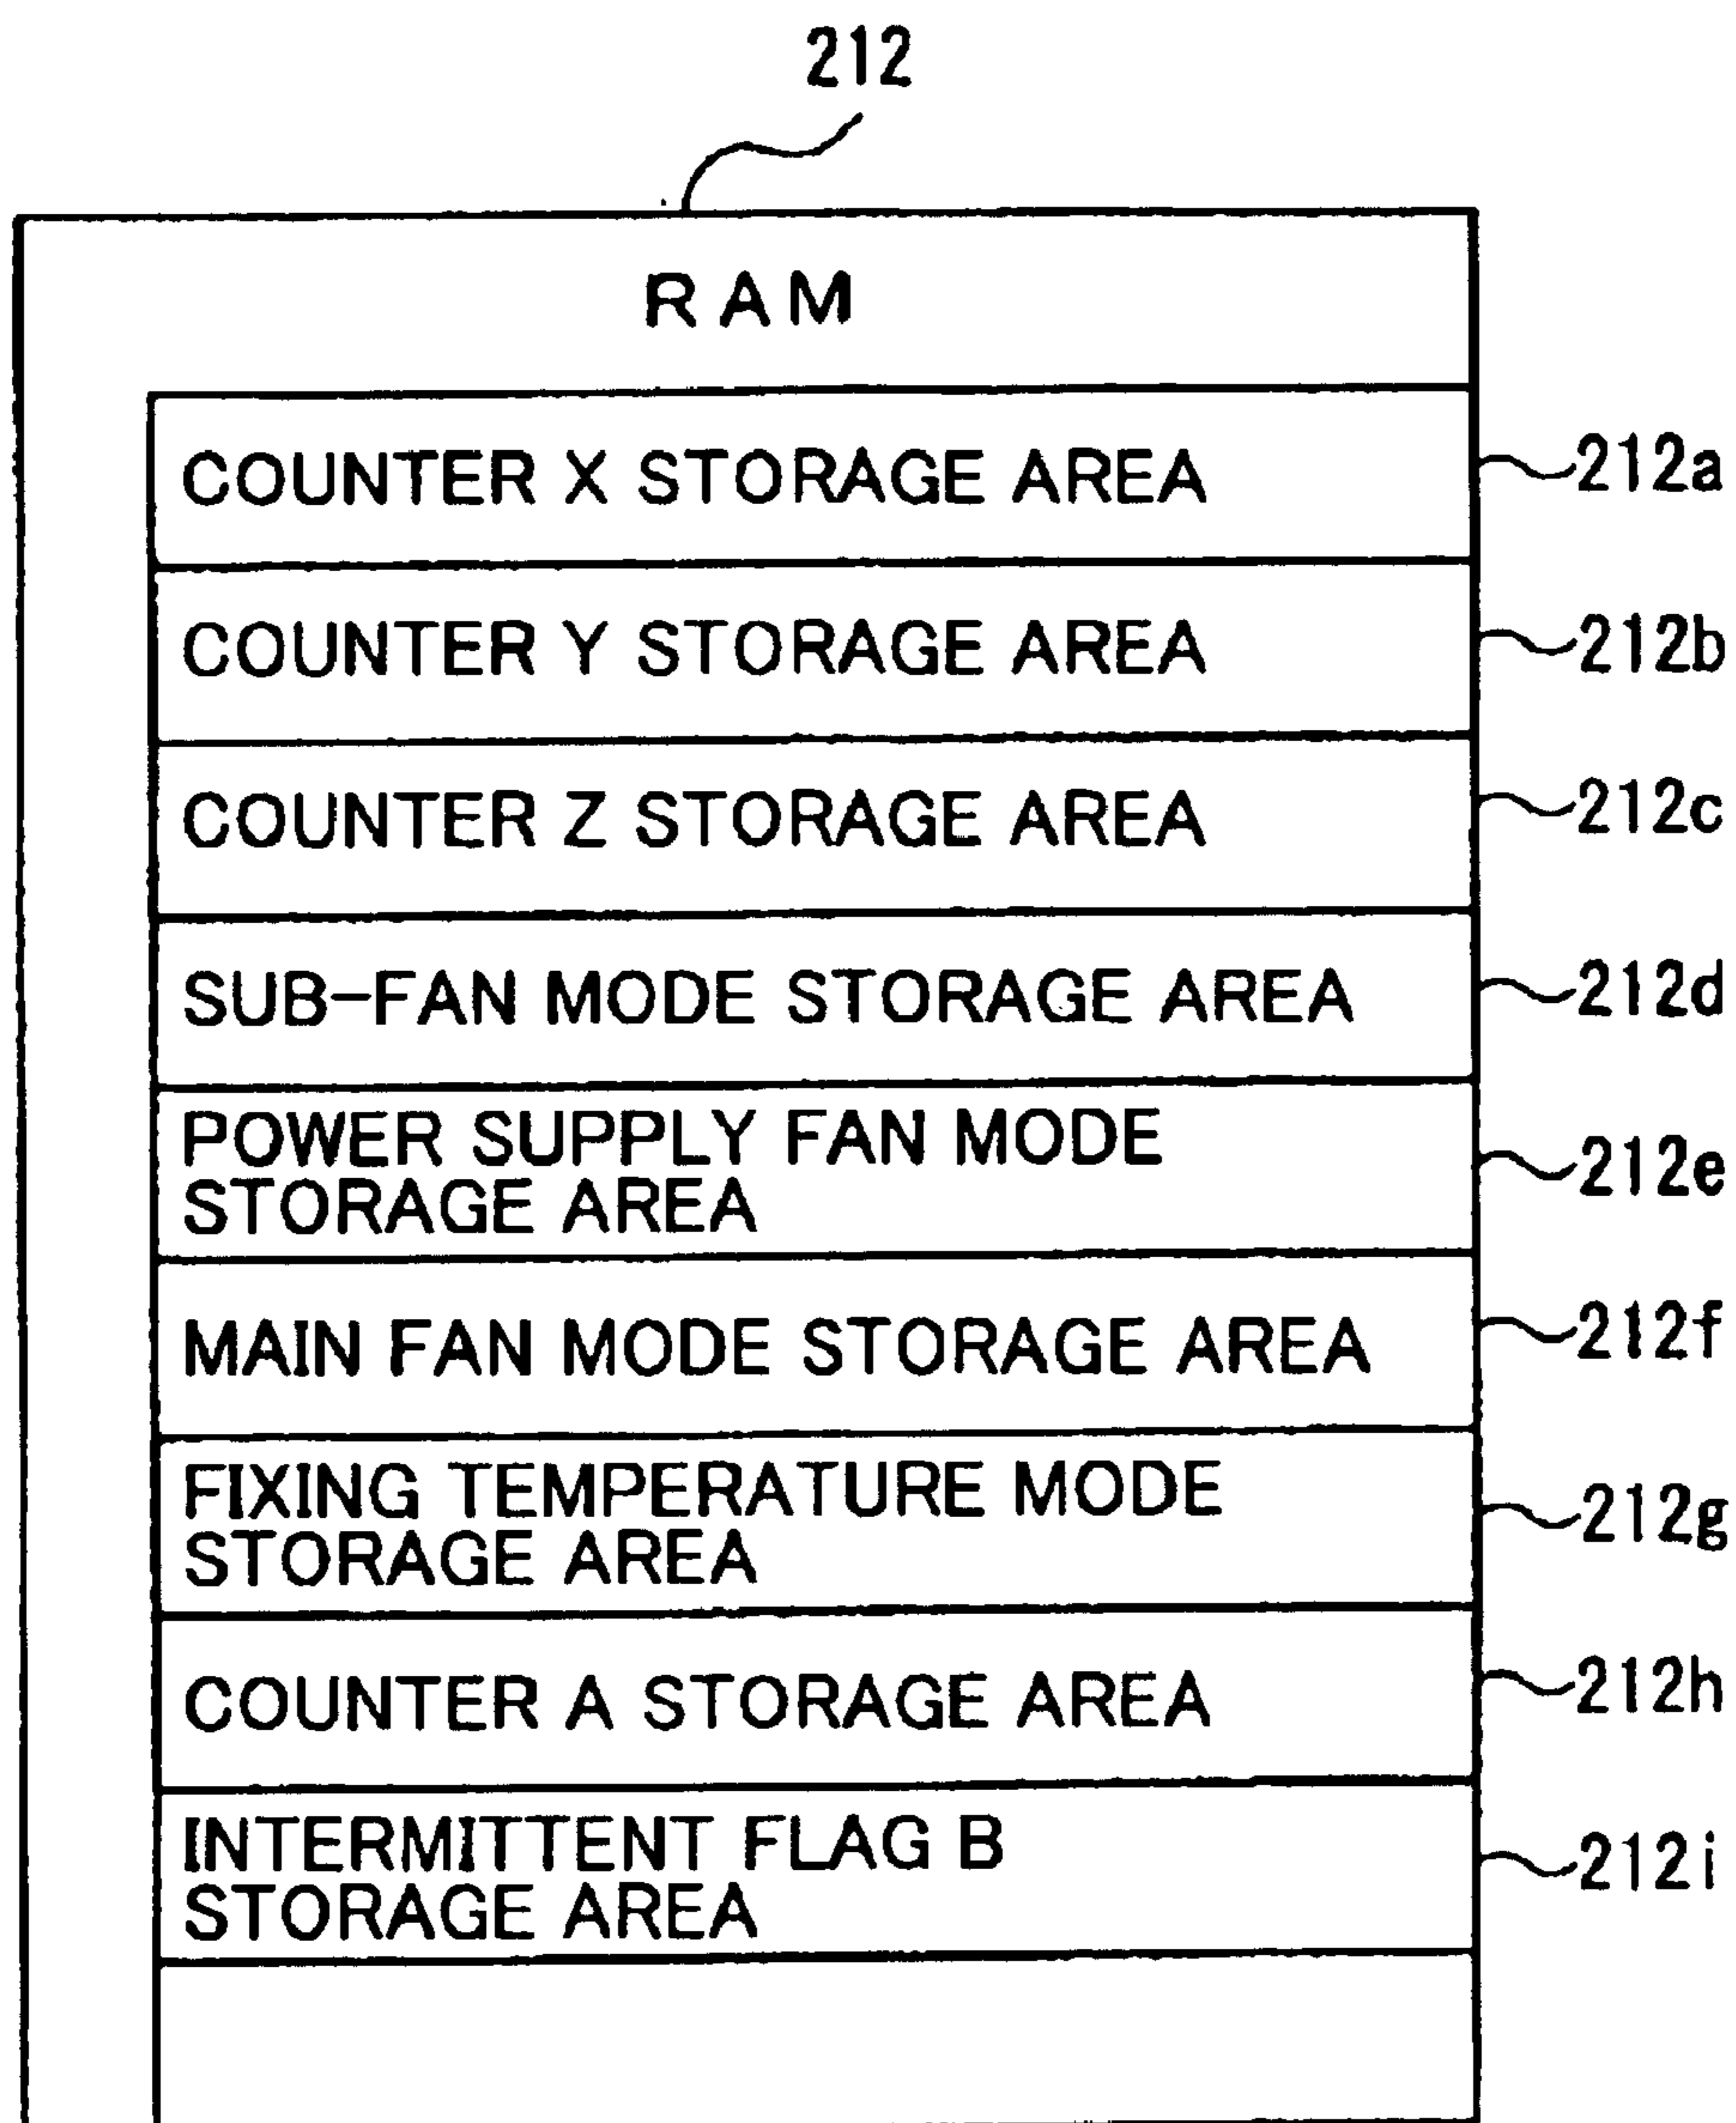 212
RAM
COUNTER X STORAGE AREA 212a
COUNTER Y STORAGE AREA 212b
COUNTER Z STORAGE AREA 212c
SUB-FAN MODE STORAGE AREA 212d
POWER SUPPLY FAN MODE
STORAGE AREA 212e
MAIN FAN MODE STORAGE AREA 212f
FIXING TEMPERATURE MODE
STORAGE AREA 212g
COUNTER A STORAGE AREA 212h
INTERMITTENT FLAG B
STORAGE AREA 212i